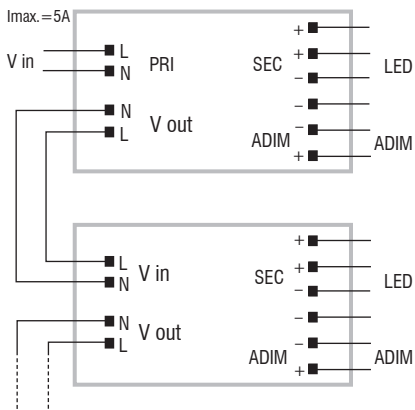 Imax.=5A
V in
L
N
PRI
N
L
V out
SEC
+
+
–
–
–
+
ADIM
LED
ADIM
L
N
V in
N
L
V out
SEC
+
+
–
–
–
+
ADIM
LED
ADIM